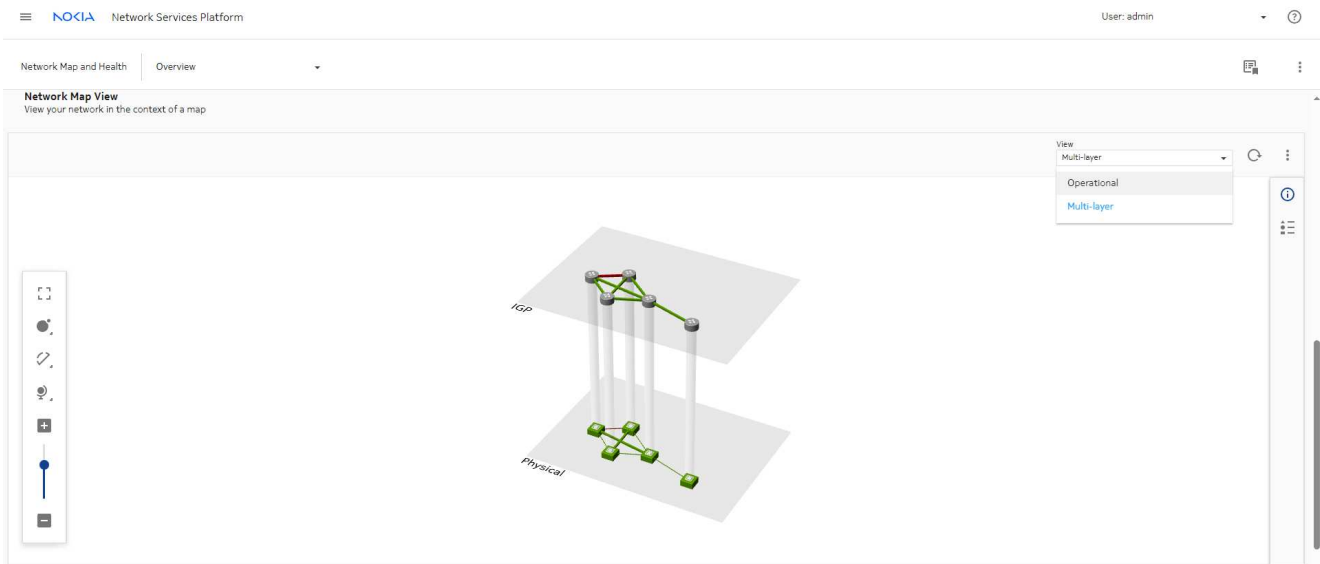 NOKIA Network Services Platform User: admin
Network Map and Health Overview
Network Map View
View your network in the context of a map
View
Multi-layer
Operational
Multi-layer
IGP
Physical